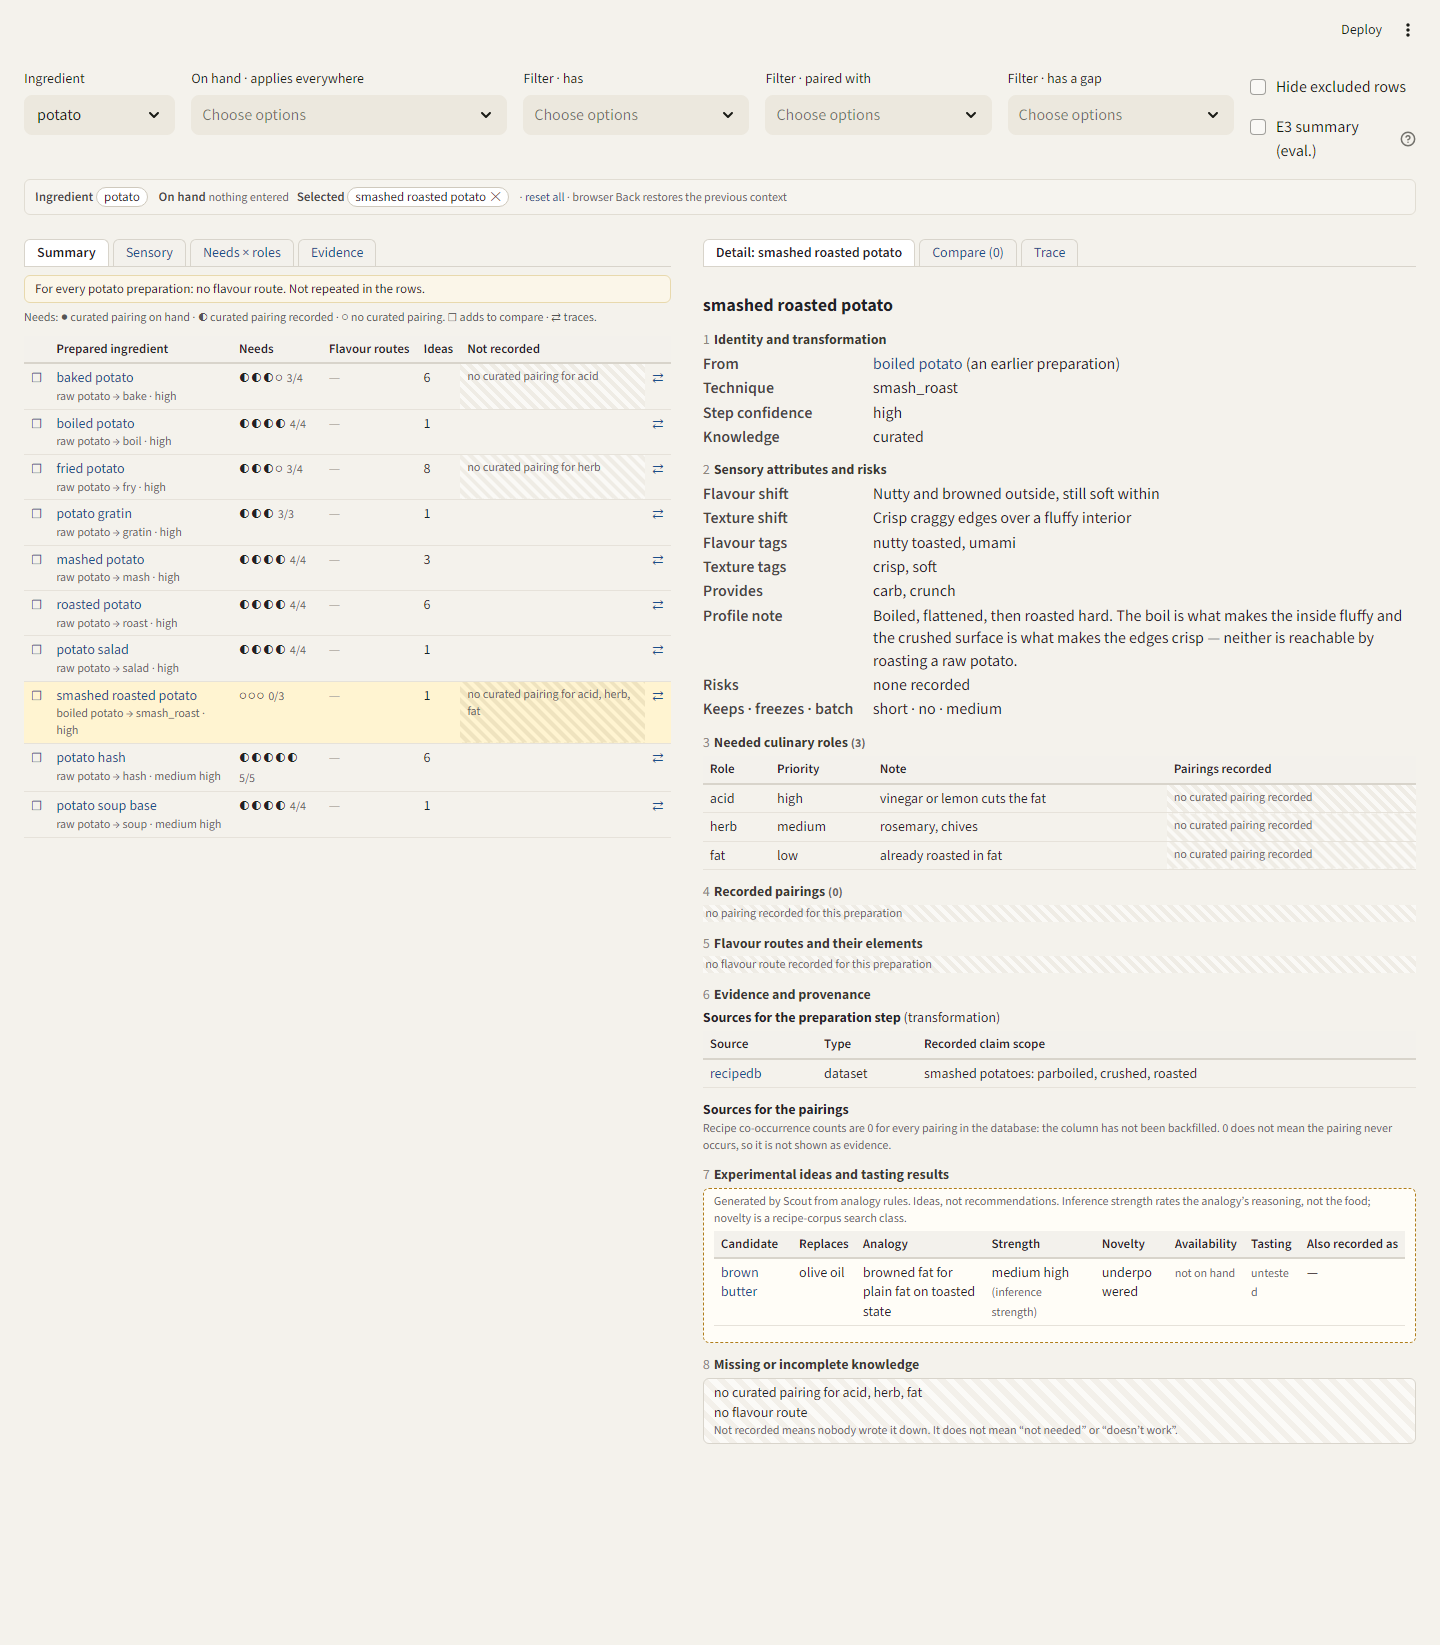 Deploy
Ingredient
On hand · applies everywhere
Filter · has
Filter · paired with
Filter · has a gap
potato
Choose options
Choose options
Choose options
Choose options
Hide excluded rows
E3 summary
(eval.)
Ingredient potato On hand nothing entered Selected smashed roasted potato · reset all · browser Back restores the previous context
Summary
Sensory
Needs × roles
Evidence
For every potato preparation: no flavour route. Not repeated in the rows.
Needs: ● curated pairing on hand · ◐ curated pairing recorded · ○ no curated pairing. ❐ adds to compare · ⇄ traces.
Prepared ingredient Needs Flavour routes Ideas Not recorded
❐ baked potato ◐◐◐○ 3/4 — 6 no curated pairing for acid ⇄
raw potato → bake · high
❐ boiled potato ◐◐◐◐ 4/4 — 1 ⇄
raw potato → boil · high
❐ fried potato ◐◐◐○ 3/4 — 8 no curated pairing for herb ⇄
raw potato → fry · high
❐ potato gratin ◐◐◐ 3/3 — 1 ⇄
raw potato → gratin · high
❐ mashed potato ◐◐◐◐ 4/4 — 3 ⇄
raw potato → mash · high
❐ roasted potato ◐◐◐◐ 4/4 — 6 ⇄
raw potato → roast · high
❐ potato salad ◐◐◐◐ 4/4 — 1 ⇄
raw potato → salad · high
❐ smashed roasted potato ○○○ 0/3 — 1 no curated pairing for acid, herb, ⇄
fat
boiled potato → smash_roast ·
high
❐ potato hash ◐◐◐◐◐ — 6 ⇄
raw potato → hash · medium high 5/5
❐ potato soup base ◐◐◐◐ 4/4 — 1 ⇄
raw potato → soup · medium high
Detail: smashed roasted potato
Compare (0)
Trace
smashed roasted potato
1 Identity and transformation
From boiled potato (an earlier preparation)
Technique smash_roast
Step confidence high
Knowledge curated
2 Sensory attributes and risks
Flavour shift Nutty and browned outside, still soft within
Texture shift Crisp craggy edges over a fluffy interior
Flavour tags nutty toasted, umami
Texture tags crisp, soft
Provides carb, crunch
Profile note Boiled, flattened, then roasted hard. The boil is what makes the inside fluffy and
the crushed surface is what makes the edges crisp — neither is reachable by
roasting a raw potato.
Risks none recorded
Keeps · freezes · batch short · no · medium
3 Needed culinary roles (3)
Role Priority Note Pairings recorded
acid high vinegar or lemon cuts the fat no curated pairing recorded
herb medium rosemary, chives no curated pairing recorded
fat low already roasted in fat no curated pairing recorded
4 Recorded pairings (0)
no pairing recorded for this preparation
5 Flavour routes and their elements
no flavour route recorded for this preparation
6 Evidence and provenance
Sources for the preparation step (transformation)
Source Type Recorded claim scope
recipedb dataset smashed potatoes: parboiled, crushed, roasted
Sources for the pairings
Recipe co-occurrence counts are 0 for every pairing in the database: the column has not been backfilled. 0 does not mean the pairing never
occurs, so it is not shown as evidence.
7 Experimental ideas and tasting results
Generated by Scout from analogy rules. Ideas, not recommendations. Inference strength rates the analogy's reasoning, not the food;
novelty is a recipe-corpus search class.
Candidate Replaces Analogy Strength Novelty Availability Tasting Also recorded as
brown olive oil browned fat for medium high underpo not on hand unteste —
butter plain fat on toasted (inference wered d
state strength)
8 Missing or incomplete knowledge
no curated pairing for acid, herb, fat
no flavour route
Not recorded means nobody wrote it down. It does not mean “not needed” or “doesn’t work”.